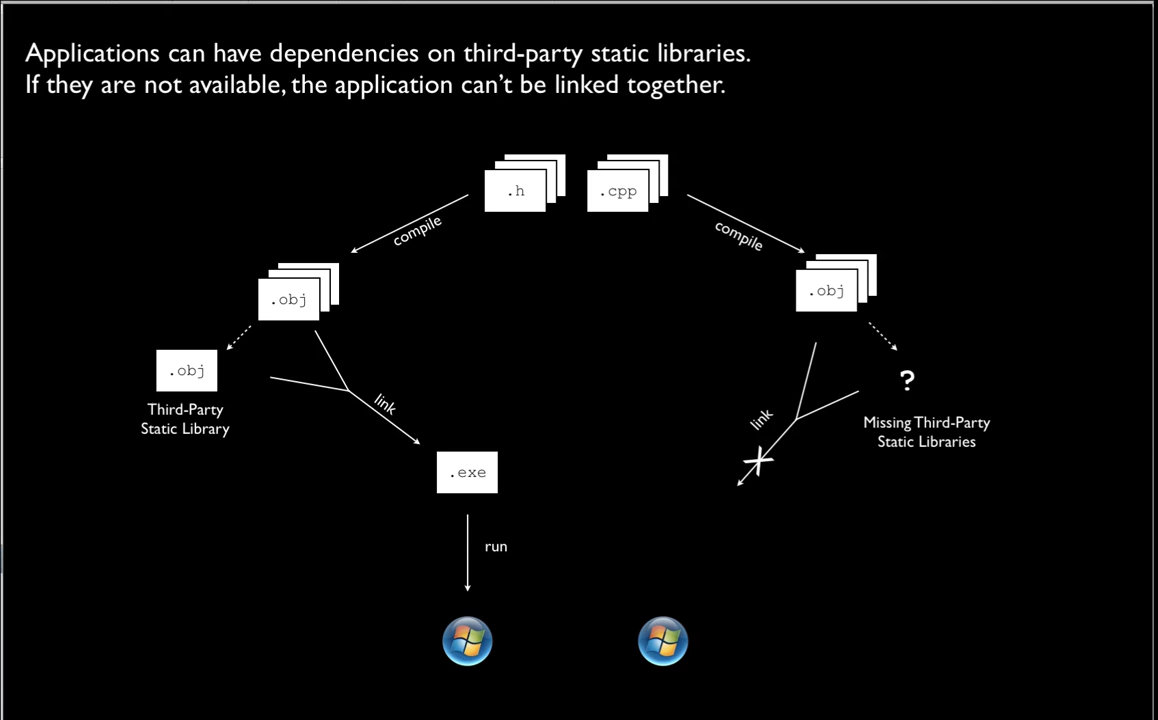 Applications can have dependencies on third-party static libraries.
If they are not available, the application can't be linked together.
.h
.cpp
compile
compile
.obj
.obj
.obj
?
Third-Party
Static Library
link
link
Missing Third-Party
Static Libraries
.exe
run